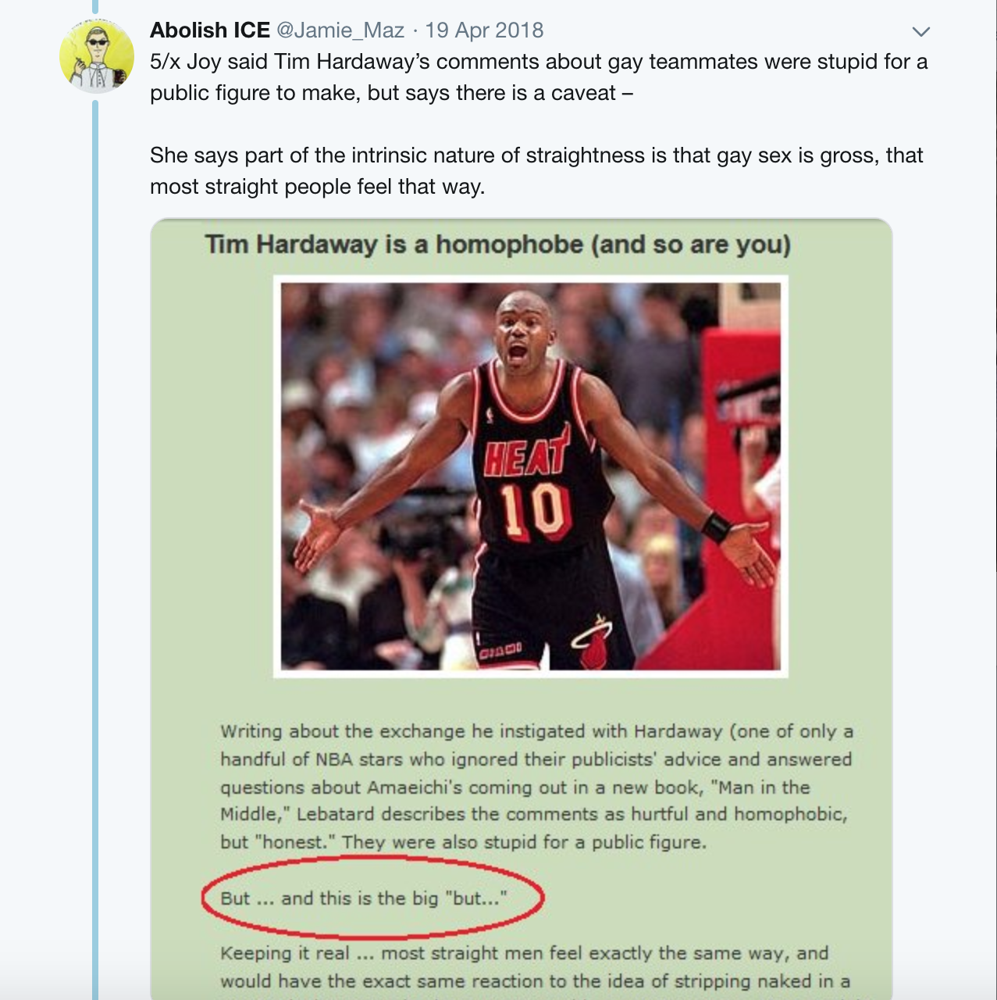 Abolish ICE @Jamie_Maz · 19 Apr 2018
5/x Joy said Tim Hardaway’s comments about gay teammates were stupid for a
public figure to make, but says there is a caveat –
She says part of the intrinsic nature of straightness is that gay sex is gross, that
most straight people feel that way.
Tim Hardaway is a homophobe (and so are you)
HEAT
10
MIAMI
Writing about the exchange he instigated with Hardaway (one of only a
handful of NBA stars who ignored their publicists' advice and answered
questions about Amaeichi's coming out in a new book, "Man in the
Middle," Lebatard describes the comments as hurtful and homophobic,
but "honest." They were also stupid for a public figure.
But ... and this is the big "but..."
Keeping it real ... most straight men feel exactly the same way, and
would have the exact same reaction to the idea of stripping naked in a